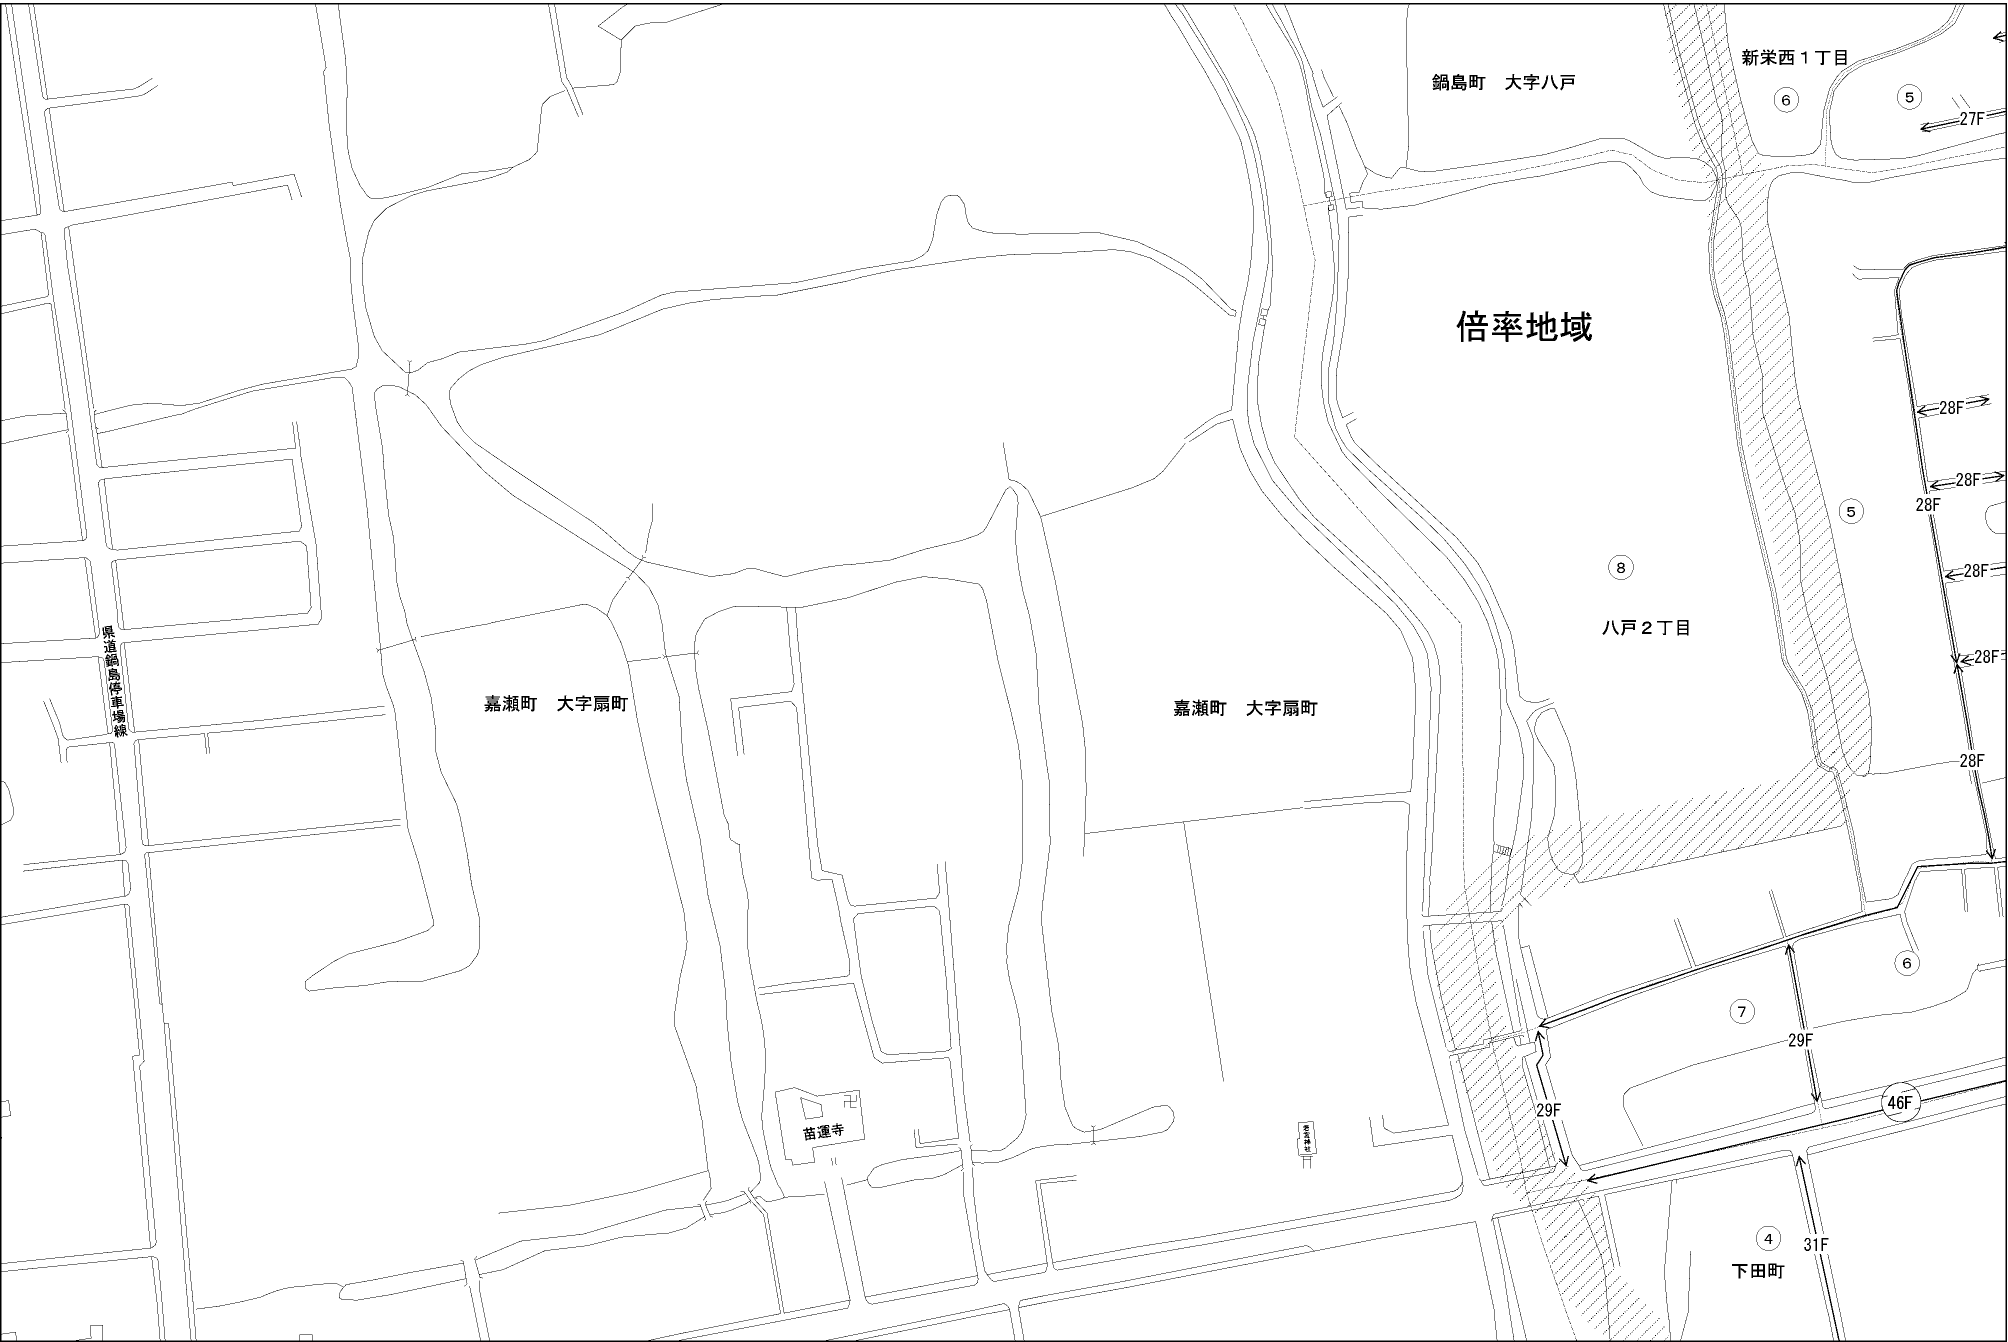 新栄西１丁目
鍋島町　大字八戸
⑥
⑤
27F
倍率地域
28F
28F
28F
⑤
⑧
28F
八戸２丁目
県道鍋島停車場線
28F
嘉瀬町　大字扇町
嘉瀬町　大字扇町
28F
⑥
⑦
29F
46F
29F
苗運寺
④
31F
下田町